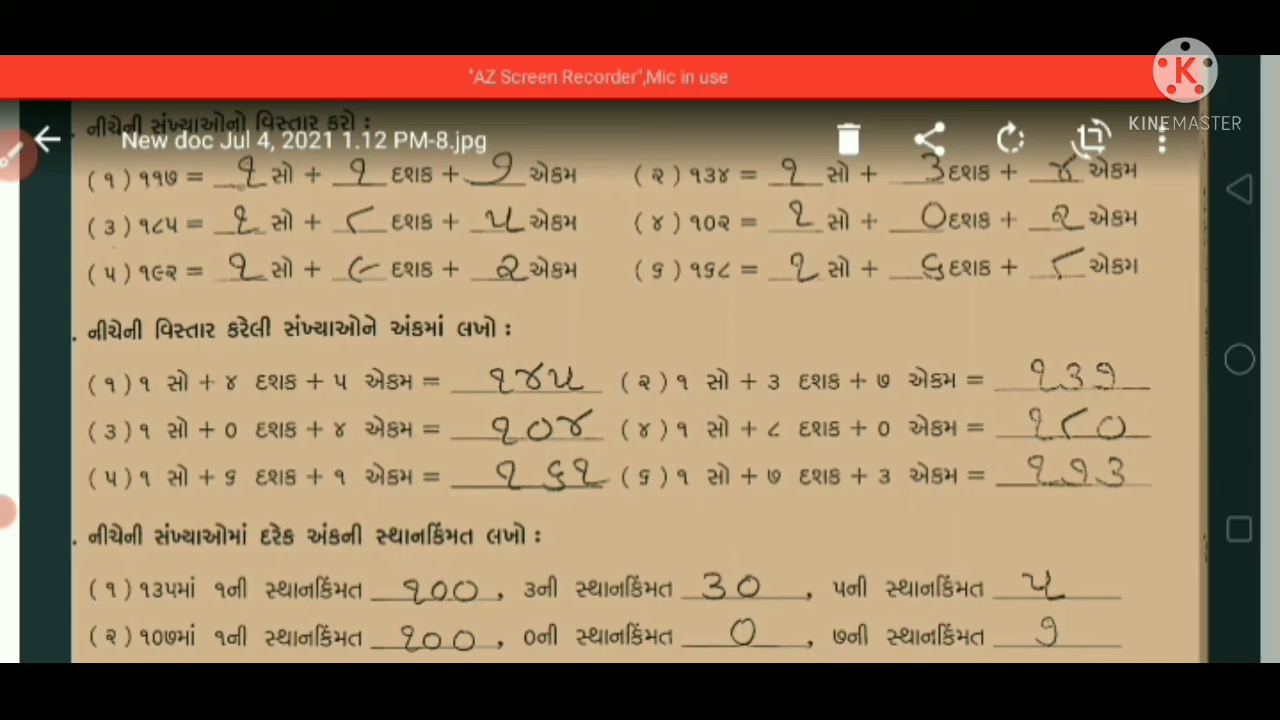 "AZ Screen Recorder",Mic in use
K
KINEMASTER
નીચેની સંખ્યાઓનો વિસ્તાર કરો :
New doc Jul 4, 2021 1.12 PM-8.jpg
(૧) ૧૧૭ = ૧ સો + ૧ દશક + ૭ એકમ (૨) ૧૩૪ = ૧ સો + ૩ દશક + ૪ એકમ
(૩) ૧૮૫ = ૧ સો + ૮ દશક + ૫ એકમ (૪) ૧૦૨ = ૧ સો + ૦ દશક + ૨ એકમ
(૫) ૧૯૨ = ૧ સો + ૯ દશક + ૨ એકમ (૬) ૧૬૮ = ૧ સો + ૬ દશક + ૮ એકમ
. નીચેની વિસ્તાર કરેલી સંખ્યાઓને અંકમાં લખો :
(૧) ૧ સો + ૪ દશક + ૫ એકમ = ૧૪૫ (૨) ૧ સો + ૩ દશક + ૭ એકમ = ૧૩૭
(૩) ૧ સો + ૦ દશક + ૪ એકમ = ૧૦૪ (૪) ૧ સો + ૮ દશક + ૦ એકમ = ૧૮૦
(૫) ૧ સો + ૬ દશક + ૧ એકમ = ૧૬૧ (૬) ૧ સો + ૭ દશક + ૩ એકમ = ૧૭૩
. નીચેની સંખ્યાઓમાં દરેક અંકની સ્થાનકિંમત લખો :
(૧) ૧૩૫માં ૧ની સ્થાનકિંમત ૧૦૦, ૩ની સ્થાનકિંમત ૩૦, ૫ની સ્થાનકિંમત ૫
(૨) ૧૦૭માં ૧ની સ્થાનકિંમત ૧૦૦, ૦ની સ્થાનકિંમત ૦, ૭ની સ્થાનકિંમત ૭